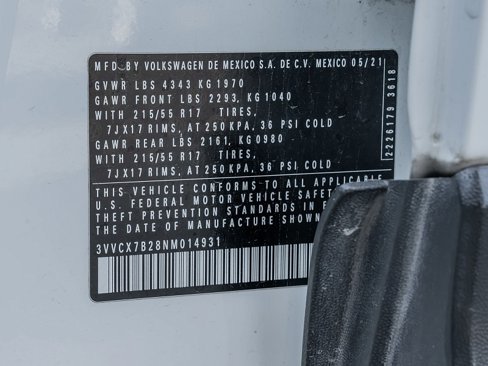 MFD. BY VOLKSWAGEN DE MEXICO S.A. DE C.V. MEXICO 05/21
GVWR LBS 4343 KG 1970
GAWR FRONT LBS 2293, KG 1040
WITH 215/55 R17 TIRES,
7JX17 RIMS, AT 250 KPA, 36 PSI COLD
GAWR REAR LBS 2161, KG 0980
WITH 215/55 R17 TIRES,
7JX17 RIMS, AT 250 KPA, 36 PSI COLD
THIS VEHICLE CONFORMS TO ALL APPLICABLE
U.S. FEDERAL MOTOR VEHICLE SAFET
THEFT PREVENTION STANDARDS IN E
THE DATE OF MANUFACTURE SHOWN
3VVCX7B28NM014931
2226179 3618